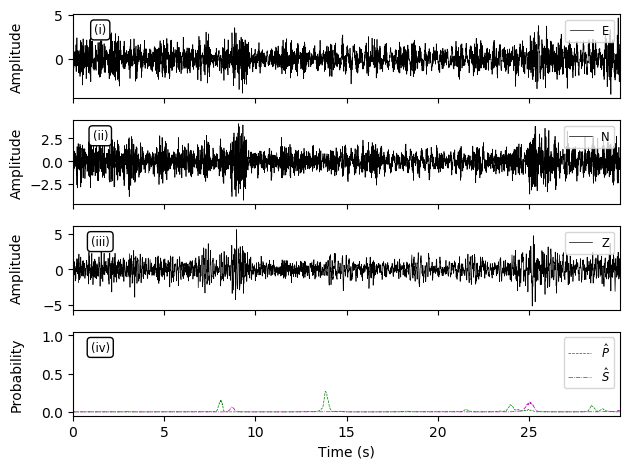 Amplitude
5
0
(i)
E
Amplitude
2.5
0.0
−2.5
(ii)
N
Amplitude
5
0
−5
(iii)
Z
Probability
1.0
0.5
0.0
(iv)
P̂
Ŝ
0 5 10 15 20 25
Time (s)